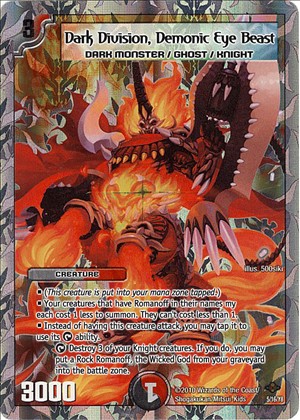 3
Dark Division, Demonic Eye Beast
DARK MONSTER / GHOST / KNIGHT
illus. 500siki
CREATURE
(This creature is put into your mana zone tapped.)
Your creatures that have Romanoff in their names may
each cost 1 less to summon. They can't cost less than 1.
Instead of having this creature attack, you may tap it to
use its ability.
Destroy 3 of your Knight creatures. If you do, you may
put a Rock Romanoff, the Wicked God from your graveyard
into the battle zone.
3000
1
©2010 Wizards of the Coast/
Shogakukan/Mitsui-Kids